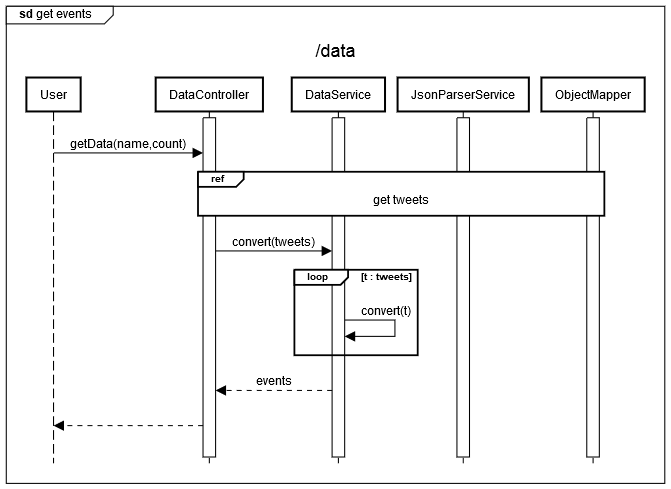 sd get events
/data
User
DataController
DataService
JsonParserService
ObjectMapper
getData(name,count)
ref
get tweets
convert(tweets)
loop
[t : tweets]
convert(t)
events